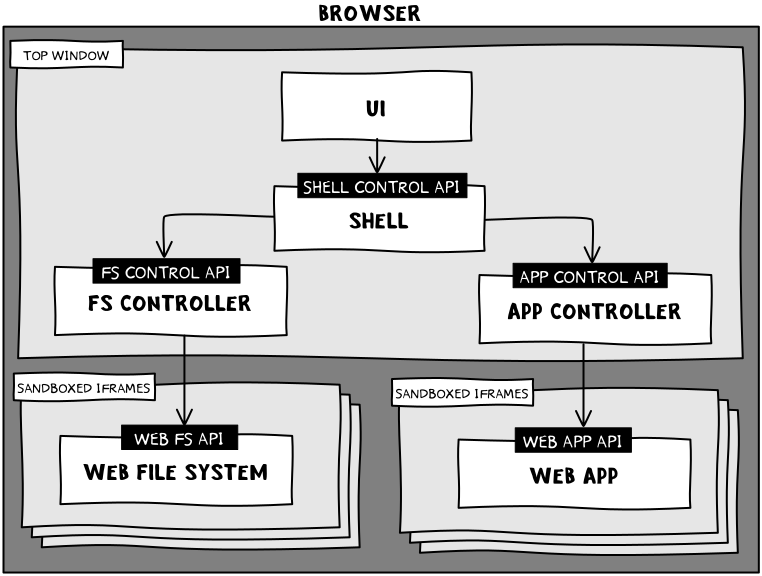 BROWSER
TOP WINDOW
UI
SHELL CONTROL API
SHELL
FS CONTROL API
FS CONTROLLER
APP CONTROL API
APP CONTROLLER
SANDBOXED IFRAMES
WEB FS API
WEB FILE SYSTEM
SANDBOXED IFRAMES
WEB APP API
WEB APP